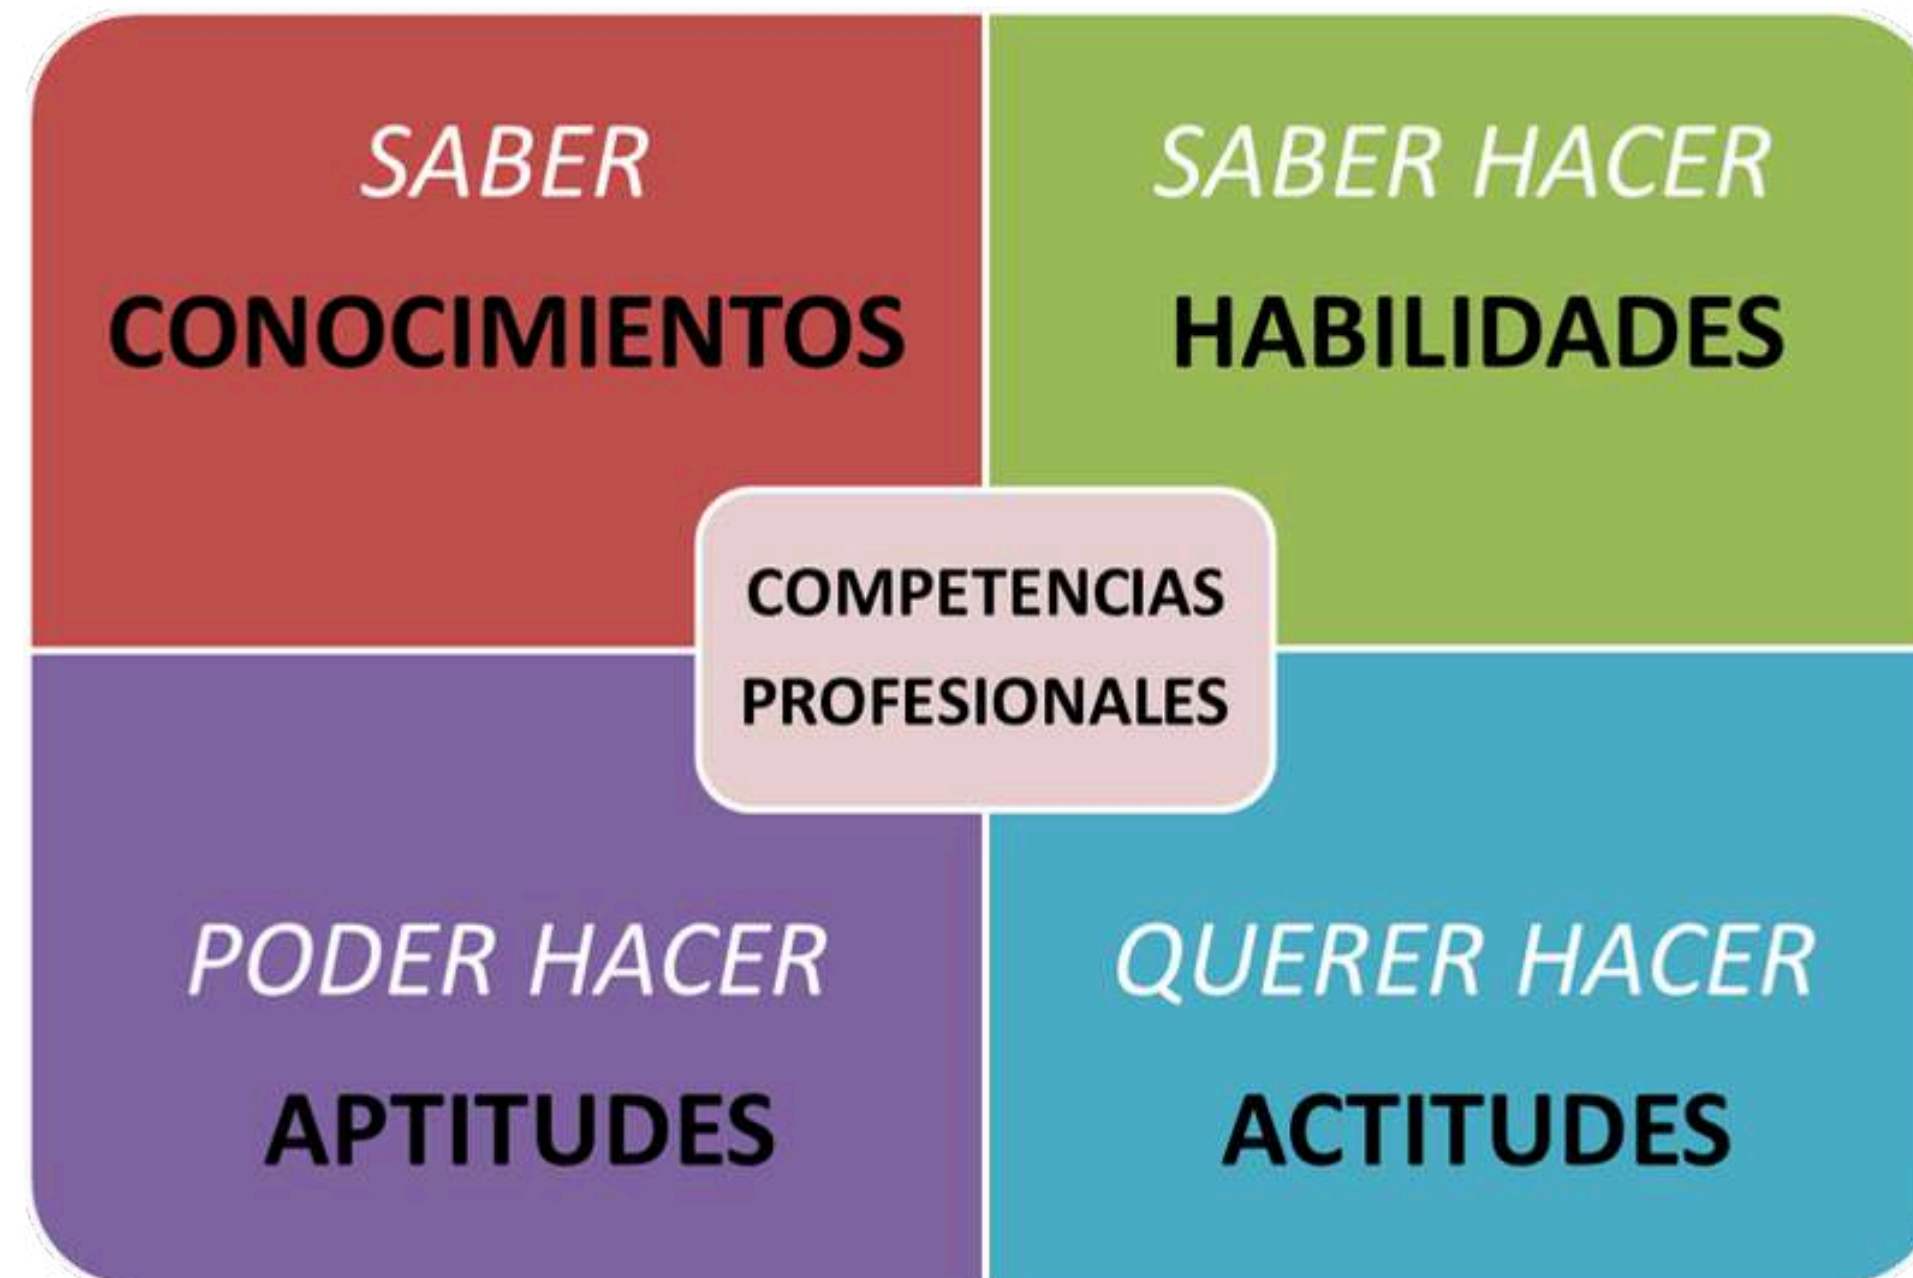 SABER
CONOCIMIENTOS
SABER HACER
HABILIDADES
COMPETENCIAS
PROFESIONALES
PODER HACER
APTITUDES
QUERER HACER
ACTITUDES